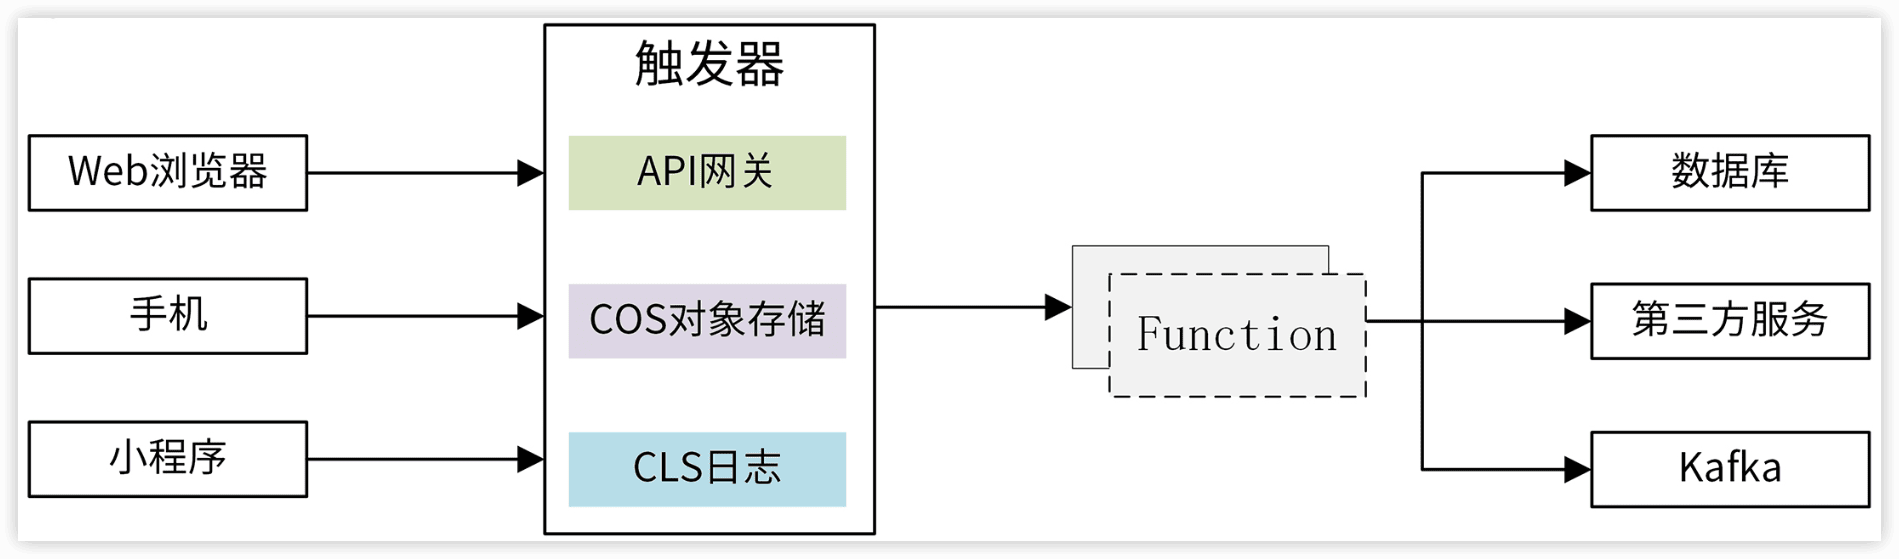 触发器
Web浏览器
手机
小程序
API网关
COS对象存储
CLS日志
Function
数据库
第三方服务
Kafka